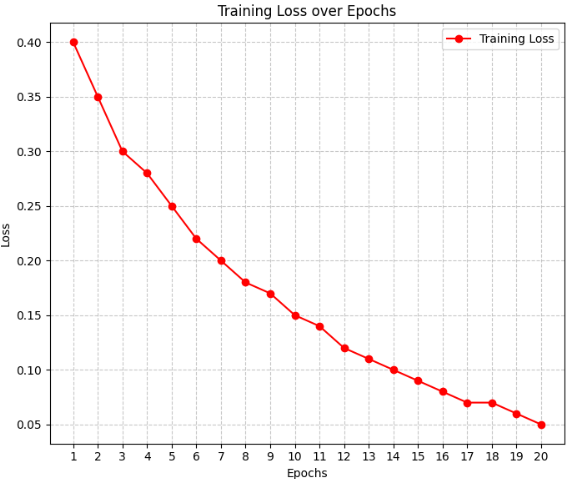 Training Loss over Epochs
Training Loss
0.40
0.35
0.30
0.25
0.20
0.15
0.10
0.05
Loss
1 2 3 4 5 6 7 8 9 10 11 12 13 14 15 16 17 18 19 20
Epochs